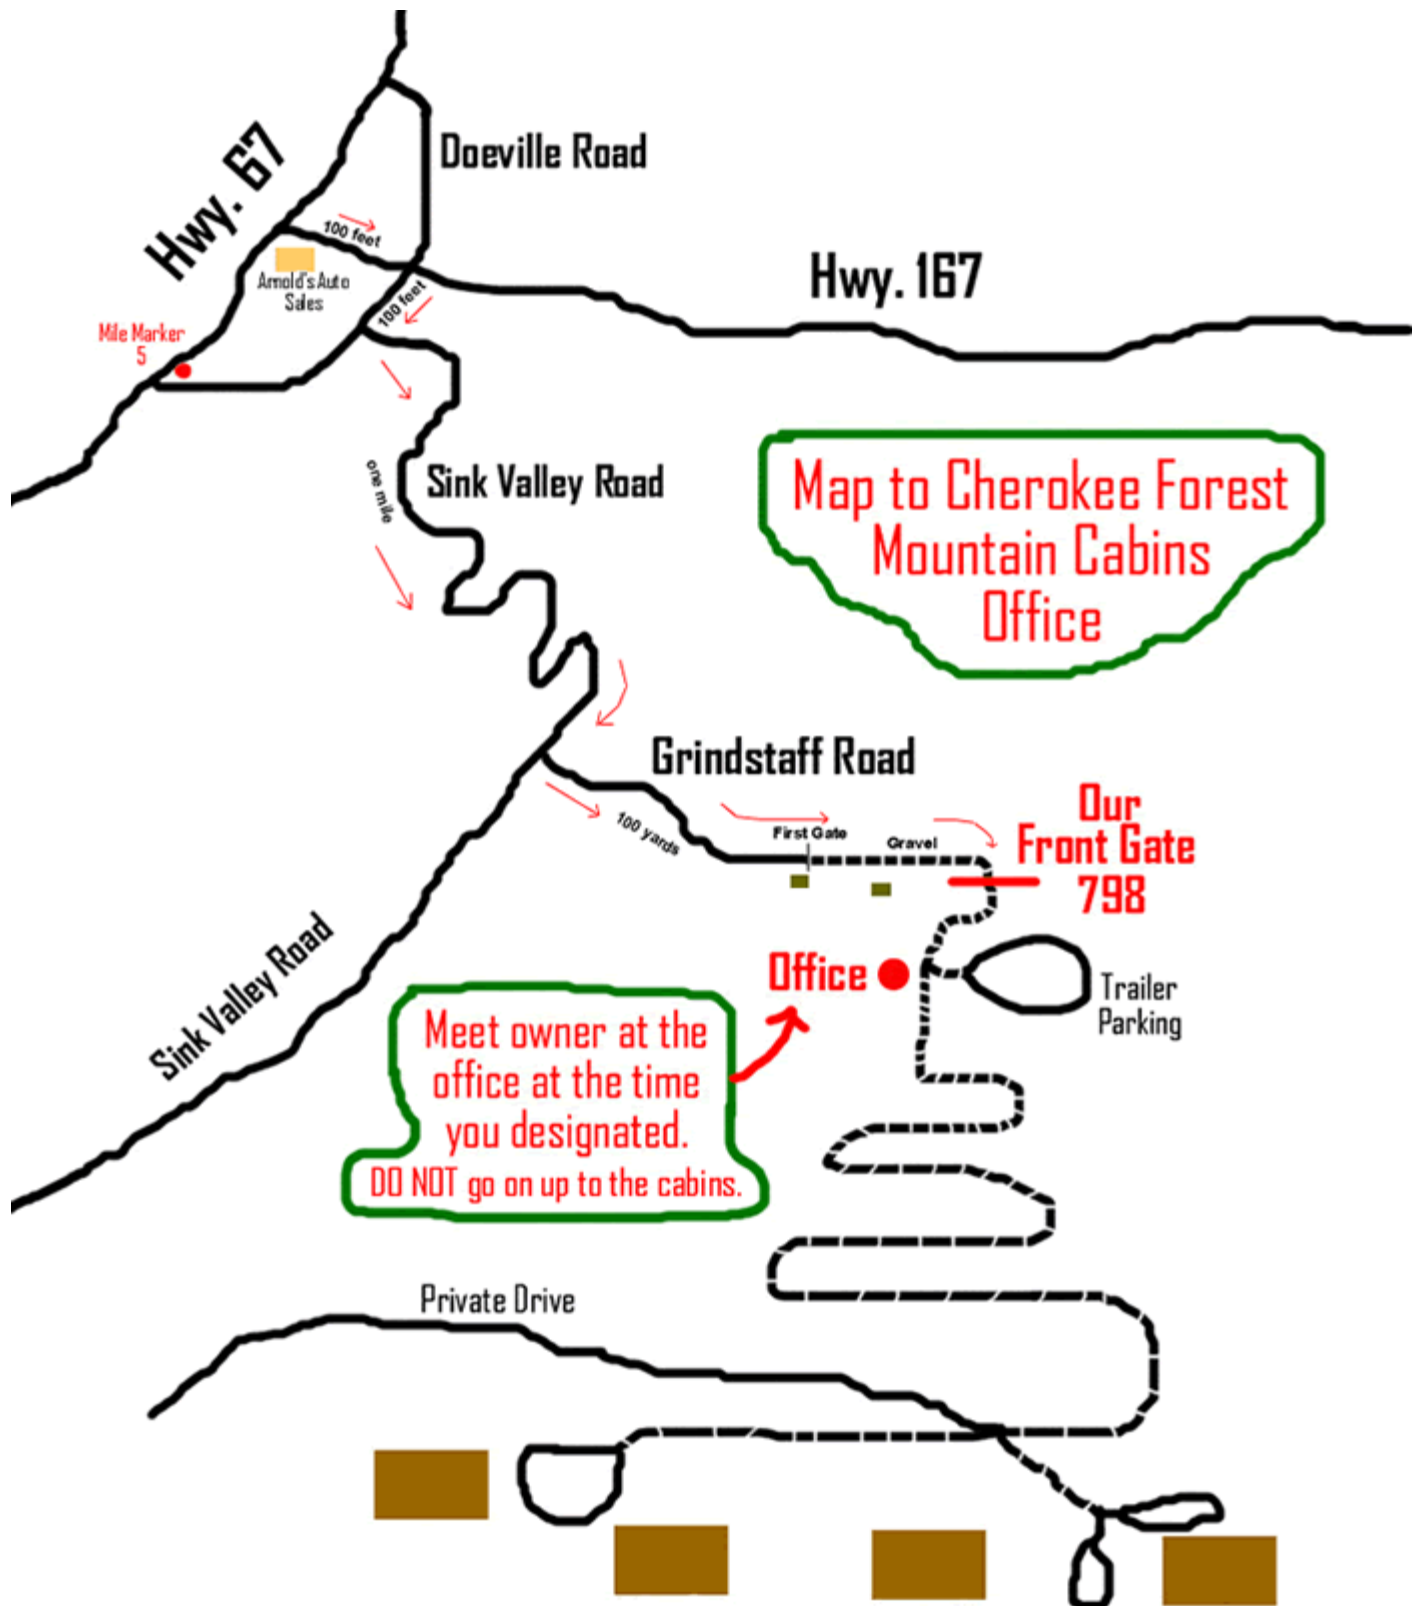 Doeville Road
Hwy. 67
100 feet
Hwy. 167
Arnold's Auto
Sales
100 feet
Mile Marker
5
one mile
Sink Valley Road
Map to Cherokee Forest
Mountain Cabins
Office
Grindstaff Road
100 yards
First Gate
Gravel
Our
Front Gate
798
Sink Valley Road
Office
Trailer
Parking
Meet owner at the
office at the time
you designated.
DO NOT go on up to the cabins.
Private Drive